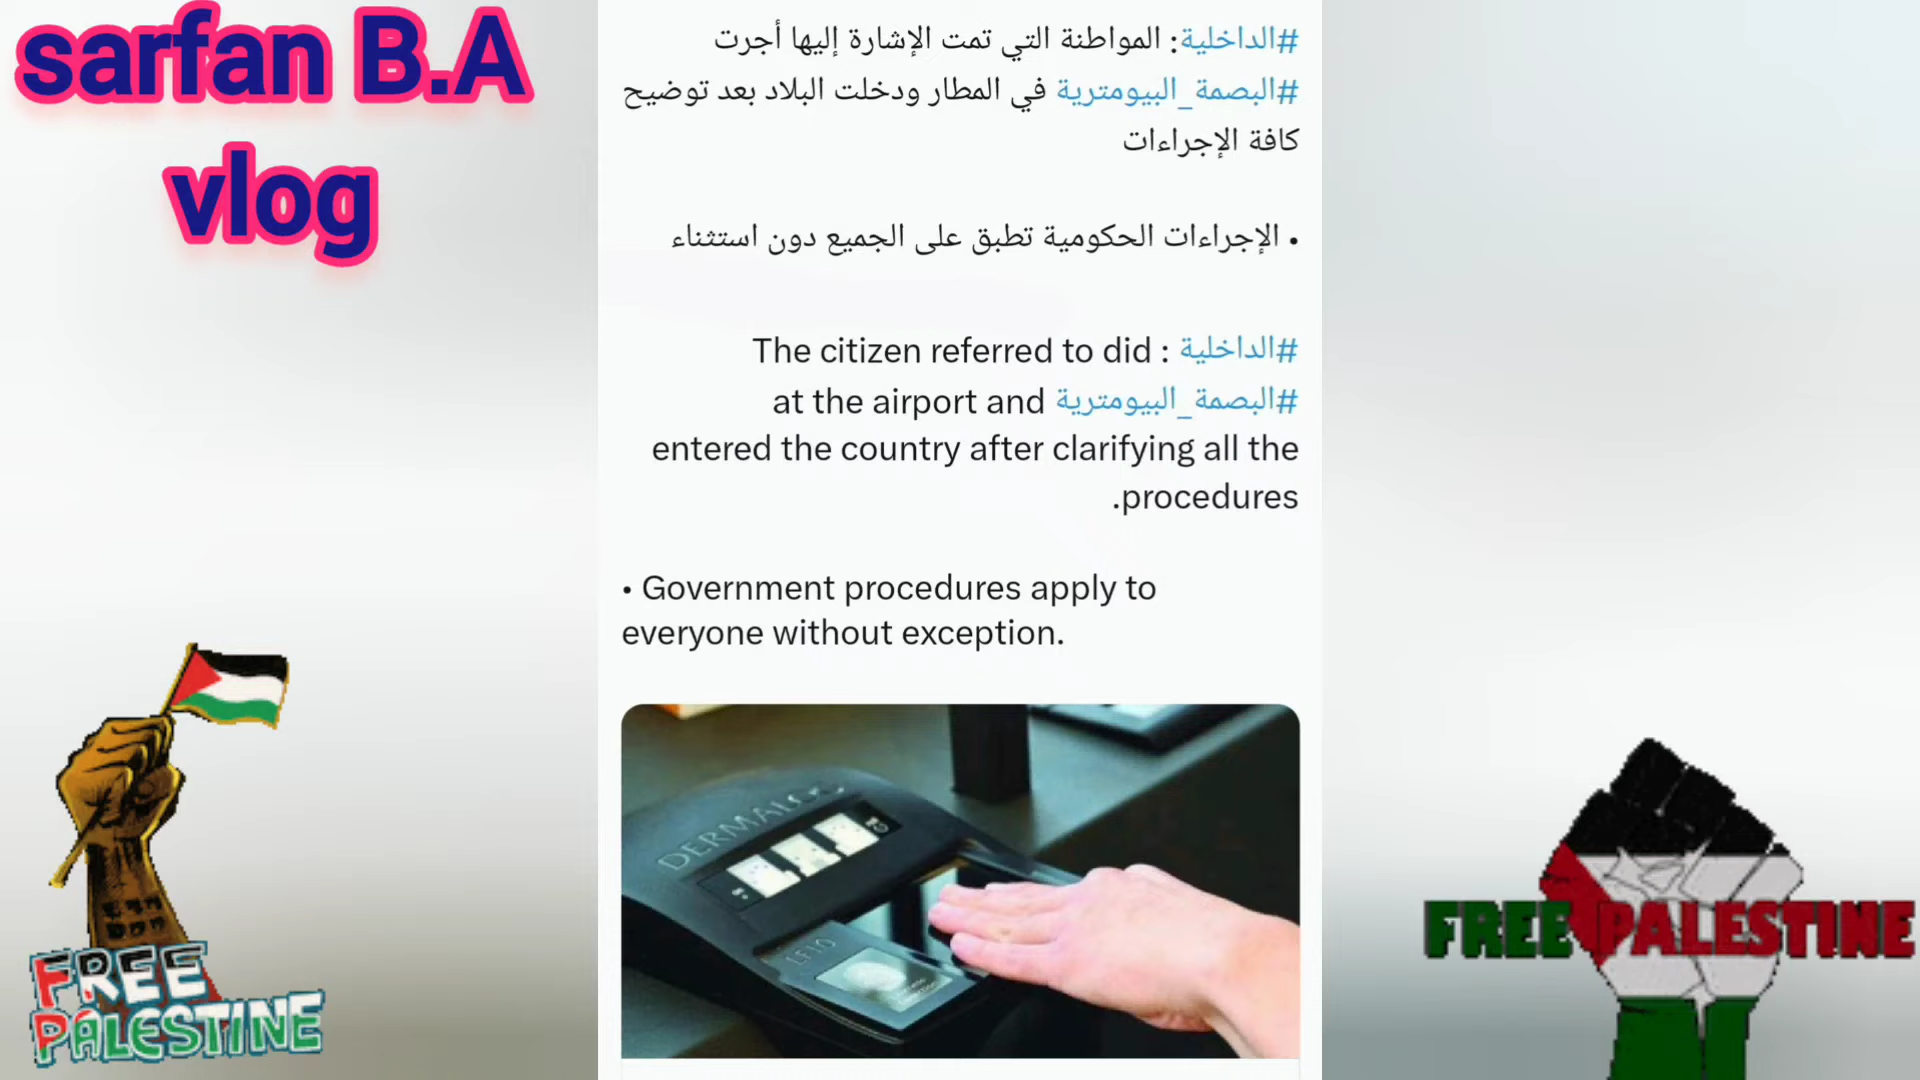 sarfan B.A
vlog
#الداخلية: المواطنة التي تمت الإشارة إليها أجرت
#البصمة_البيومترية في المطار ودخلت البلاد بعد توضيح
كافة الإجراءات
• الإجراءات الحكومية تطبق على الجميع دون استثناء
The citizen referred to did : #الداخلية
at the airport and #البصمة_البيومترية
entered the country after clarifying all the
.procedures
• Government procedures apply to
everyone without exception.
DERMALOG
LF10
FREE
PALESTINE
FREE PALESTINE